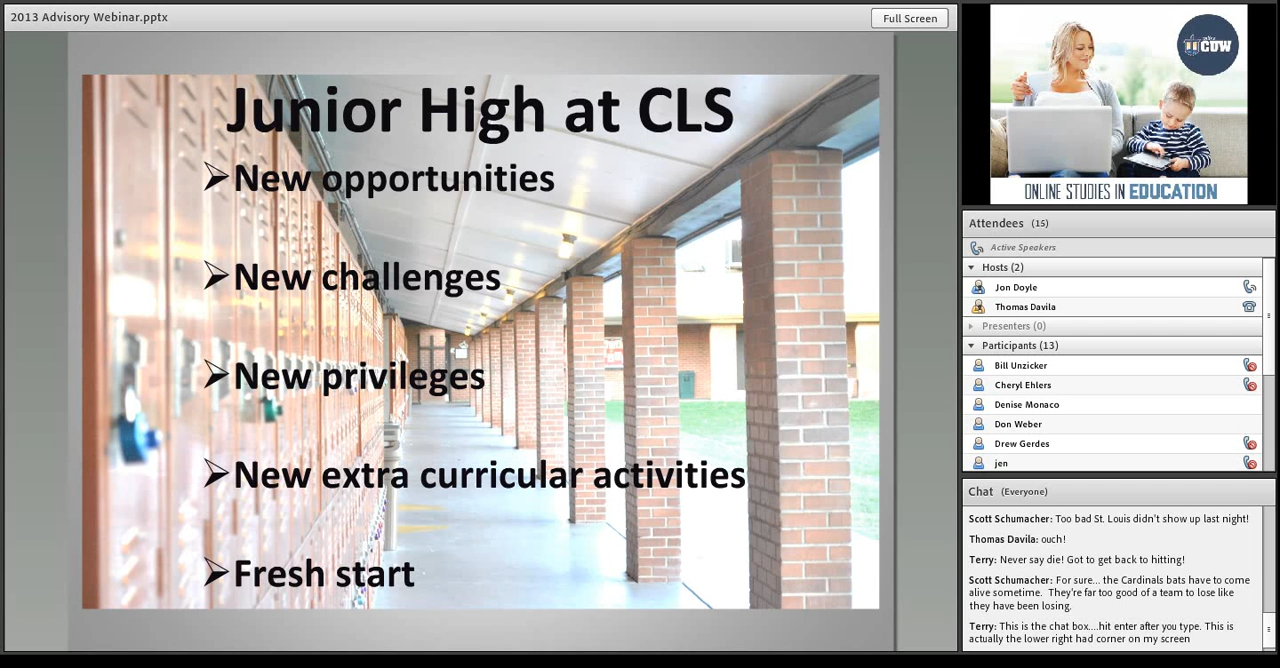 2013 Advisory Webinar.pptx
Full Screen
Junior High at CLS
➢New opportunities
➢New challenges
➢New privileges
➢New extra curricular activities
➢Fresh start
CUW
ONLINE STUDIES IN EDUCATION
Attendees (15)
Active Speakers
Hosts (2)
Jon Doyle
Thomas Davila
Presenters (0)
Participants (13)
Bill Unzicker
Cheryl Ehlers
Denise Monaco
Don Weber
Drew Gerdes
jen
Chat (Everyone)
Scott Schumacher: Too bad St. Louis didn't show up last night!
Thomas Davila: ouch!
Terry: Never say die! Got to get back to hitting!
Scott Schumacher: For sure... the Cardinals bats have to come
alive sometime. They're far too good of a team to lose like
they have been losing.
Terry: This is the chat box....hit enter after you type. This is
actually the lower right had corner on my screen